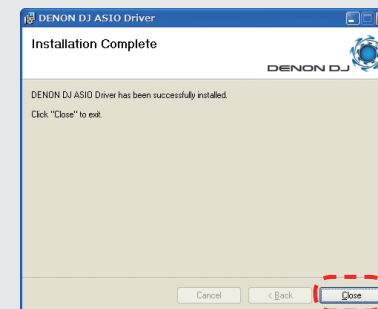 DENON DJ ASIO Driver
Installation Complete
DENON DJ
DENON DJ ASIO Driver has been successfully installed.
Click "Close" to exit.
Cancel
< Back
Close